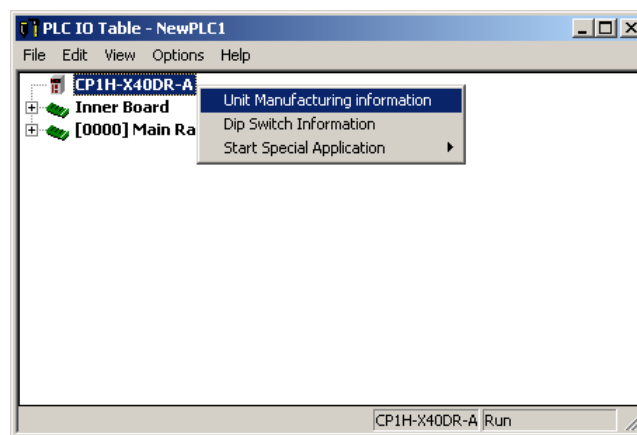 PLC IO Table - NewPLC1
File Edit View Options Help
CP1H-X40DR-A
Inner Board
[0000] Main Ra
Unit Manufacturing information
Dip Switch Information
Start Special Application
CP1H-X40DR-A Run